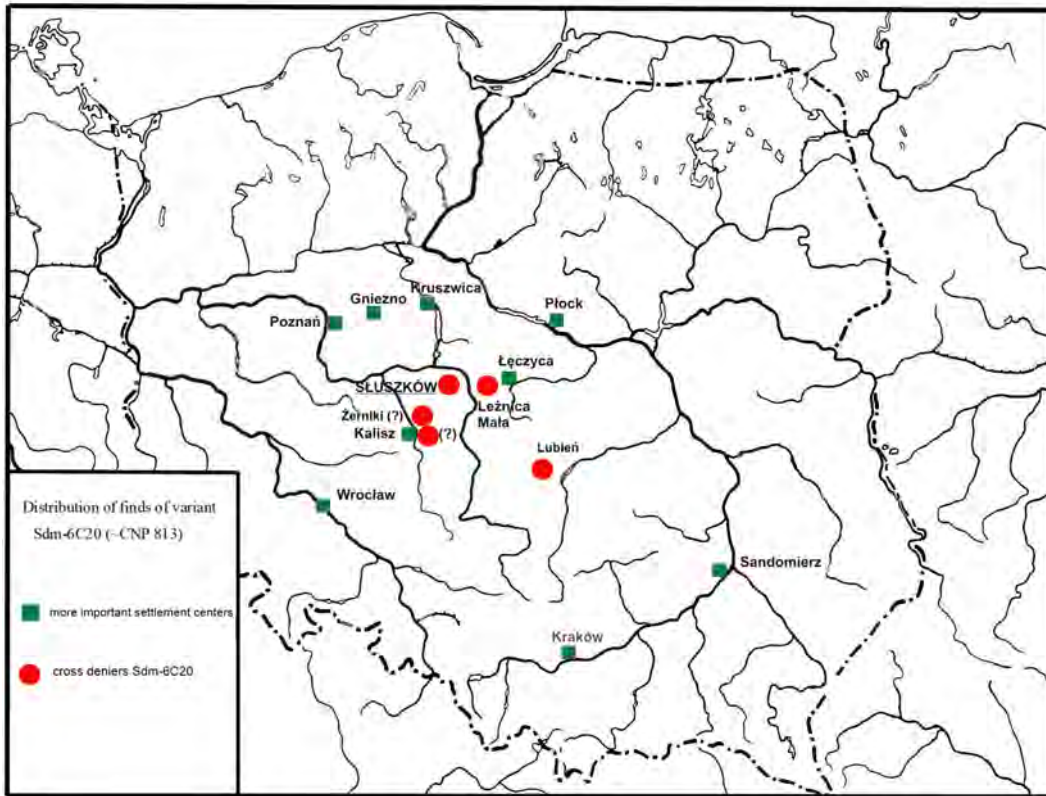 Kruszwica
Gniezno
Płock
Poznań
Łęczyca
SŁUSZKÓW
Leźnica
Mała
Żerniki (?)
Kalisz
(?)
Lubień
Wrocław
Sandomierz
Kraków
Distribution of finds of variant
Sdm-6C20 (~CNP 813)
more important settlement centers
cross deniers Sdm-6C20